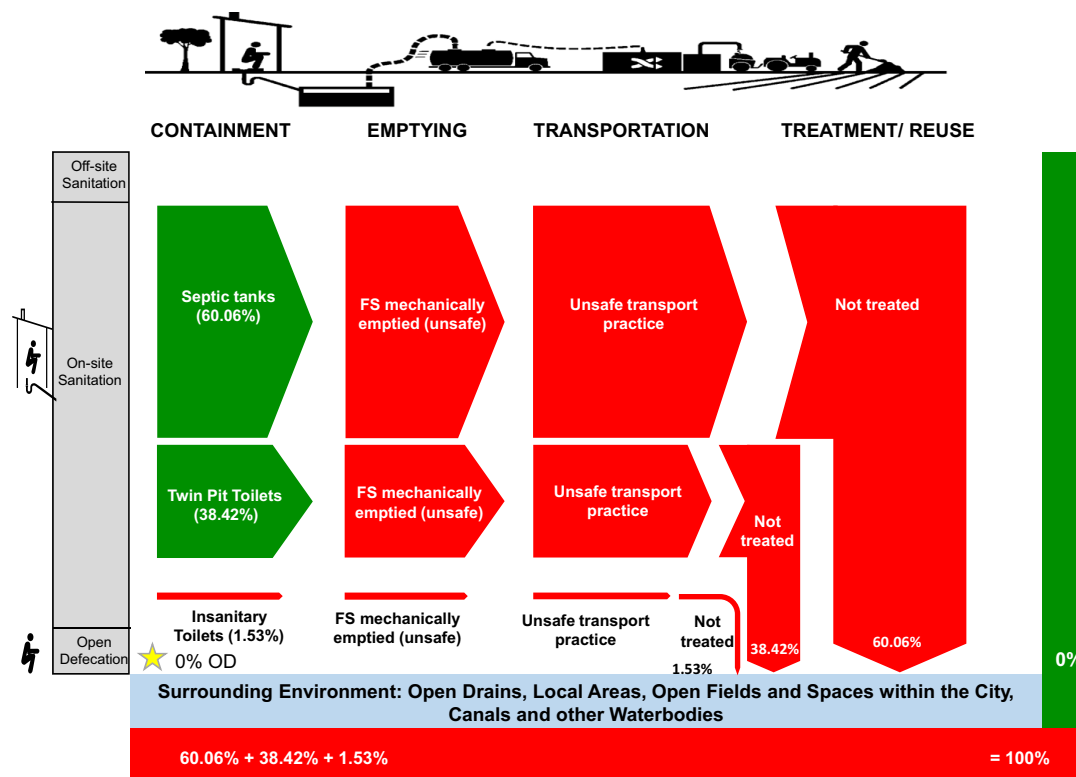 CONTAINMENT
EMPTYING
TRANSPORTATION
TREATMENT/ REUSE
Off-site
Sanitation
On-site
Sanitation
Open
Defecation
Septic tanks
(60.06%)
FS mechanically
emptied (unsafe)
Unsafe transport
practice
Not treated
Twin Pit Toilets
(38.42%)
FS mechanically
emptied (unsafe)
Unsafe transport
practice
Not
treated
Insanitary
Toilets (1.53%)
FS mechanically
emptied (unsafe)
Unsafe transport
practice
Not
treated
1.53%
38.42%
60.06%
0% OD
0%
Surrounding Environment: Open Drains, Local Areas, Open Fields and Spaces within the City,
Canals and other Waterbodies
60.06% + 38.42% + 1.53%
= 100%